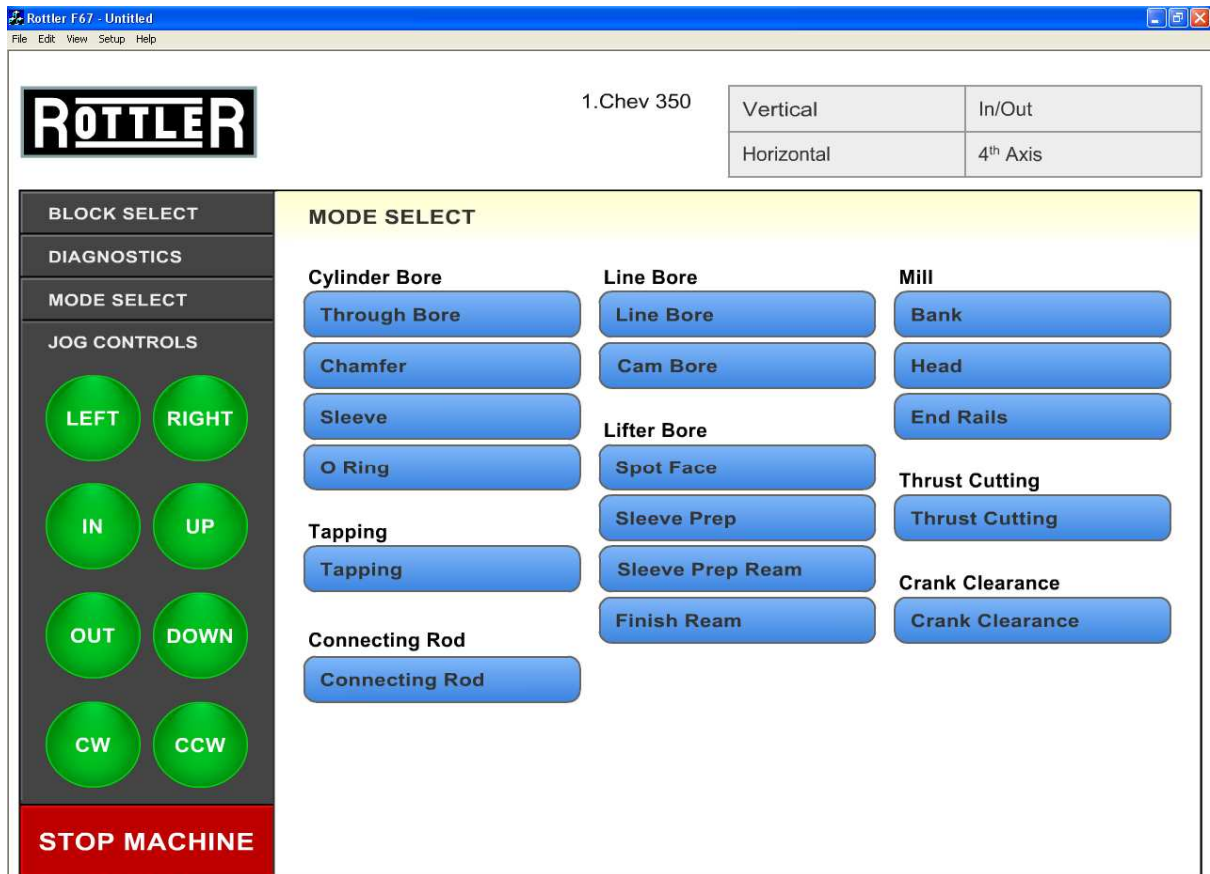 Rottler F67 - Untitled
File Edit View Setup Help
ROTTLER
1.Chev 350
Vertical
In/Out
Horizontal
4th Axis
BLOCK SELECT
DIAGNOSTICS
MODE SELECT
JOG CONTROLS
LEFT
RIGHT
IN
UP
OUT
DOWN
CW
CCW
STOP MACHINE
MODE SELECT
Cylinder Bore
Through Bore
Chamfer
Sleeve
O Ring
Tapping
Tapping
Connecting Rod
Connecting Rod
Line Bore
Line Bore
Cam Bore
Lifter Bore
Spot Face
Sleeve Prep
Sleeve Prep Ream
Finish Ream
Mill
Bank
Head
End Rails
Thrust Cutting
Thrust Cutting
Crank Clearance
Crank Clearance